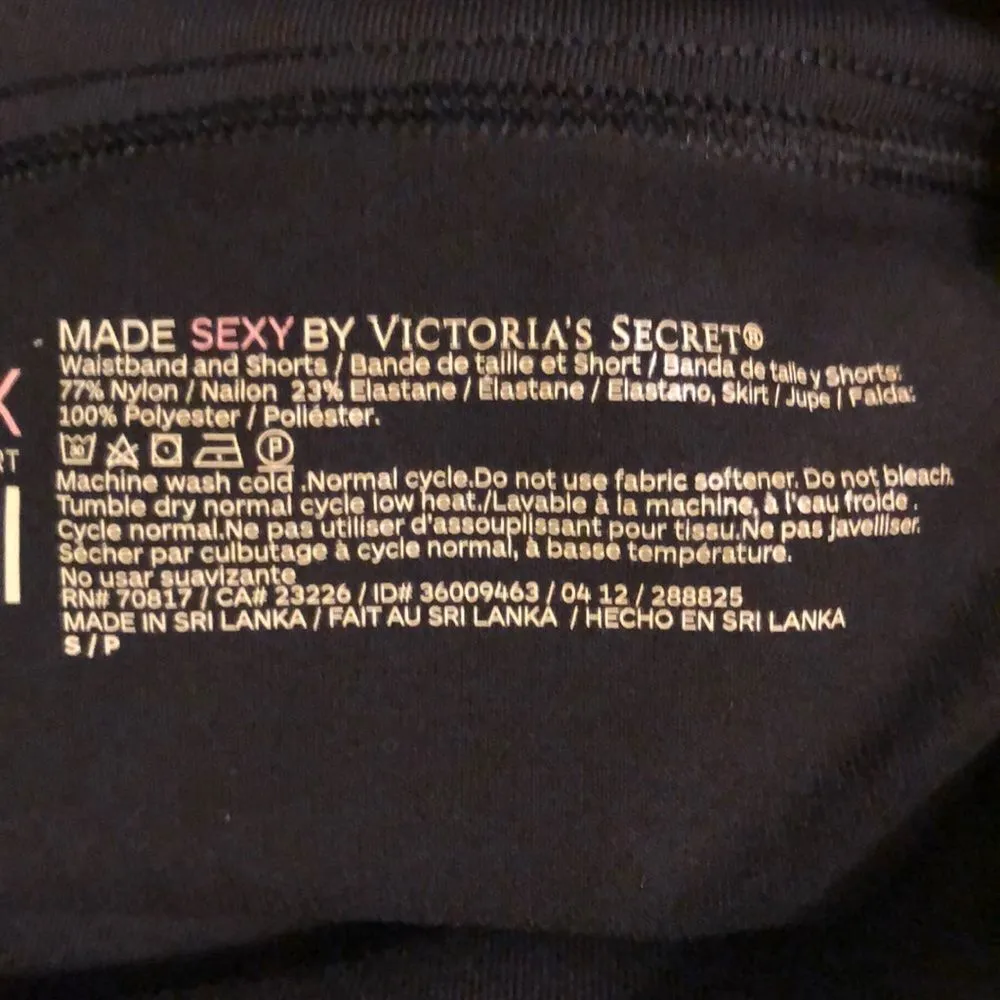 MADE SEXY BY VICTORIA'S SECRET®
Waistband and Shorts / Bande de taille et Short / Banda de talle y Shorts:
77% Nylon / Nailon 23% Elastane / Élastane / Elastano, Skirt / Jupe / Falda:
100% Polyester / Poliéster.
30 P
Machine wash cold .Normal cycle.Do not use fabric softener. Do not bleach.
Tumble dry normal cycle low heat./Lavable à la machine, à l'eau froide .
Cycle normal.Ne pas utiliser d'assouplissant pour tissu.Ne pas javelliser.
Sécher par culbutage à cycle normal, à basse température.
No usar suavizante
RN# 70817 / CA# 23226 / ID# 36009463 / 04 12 / 288825
MADE IN SRI LANKA / FAIT AU SRI LANKA / HECHO EN SRI LANKA
S / P